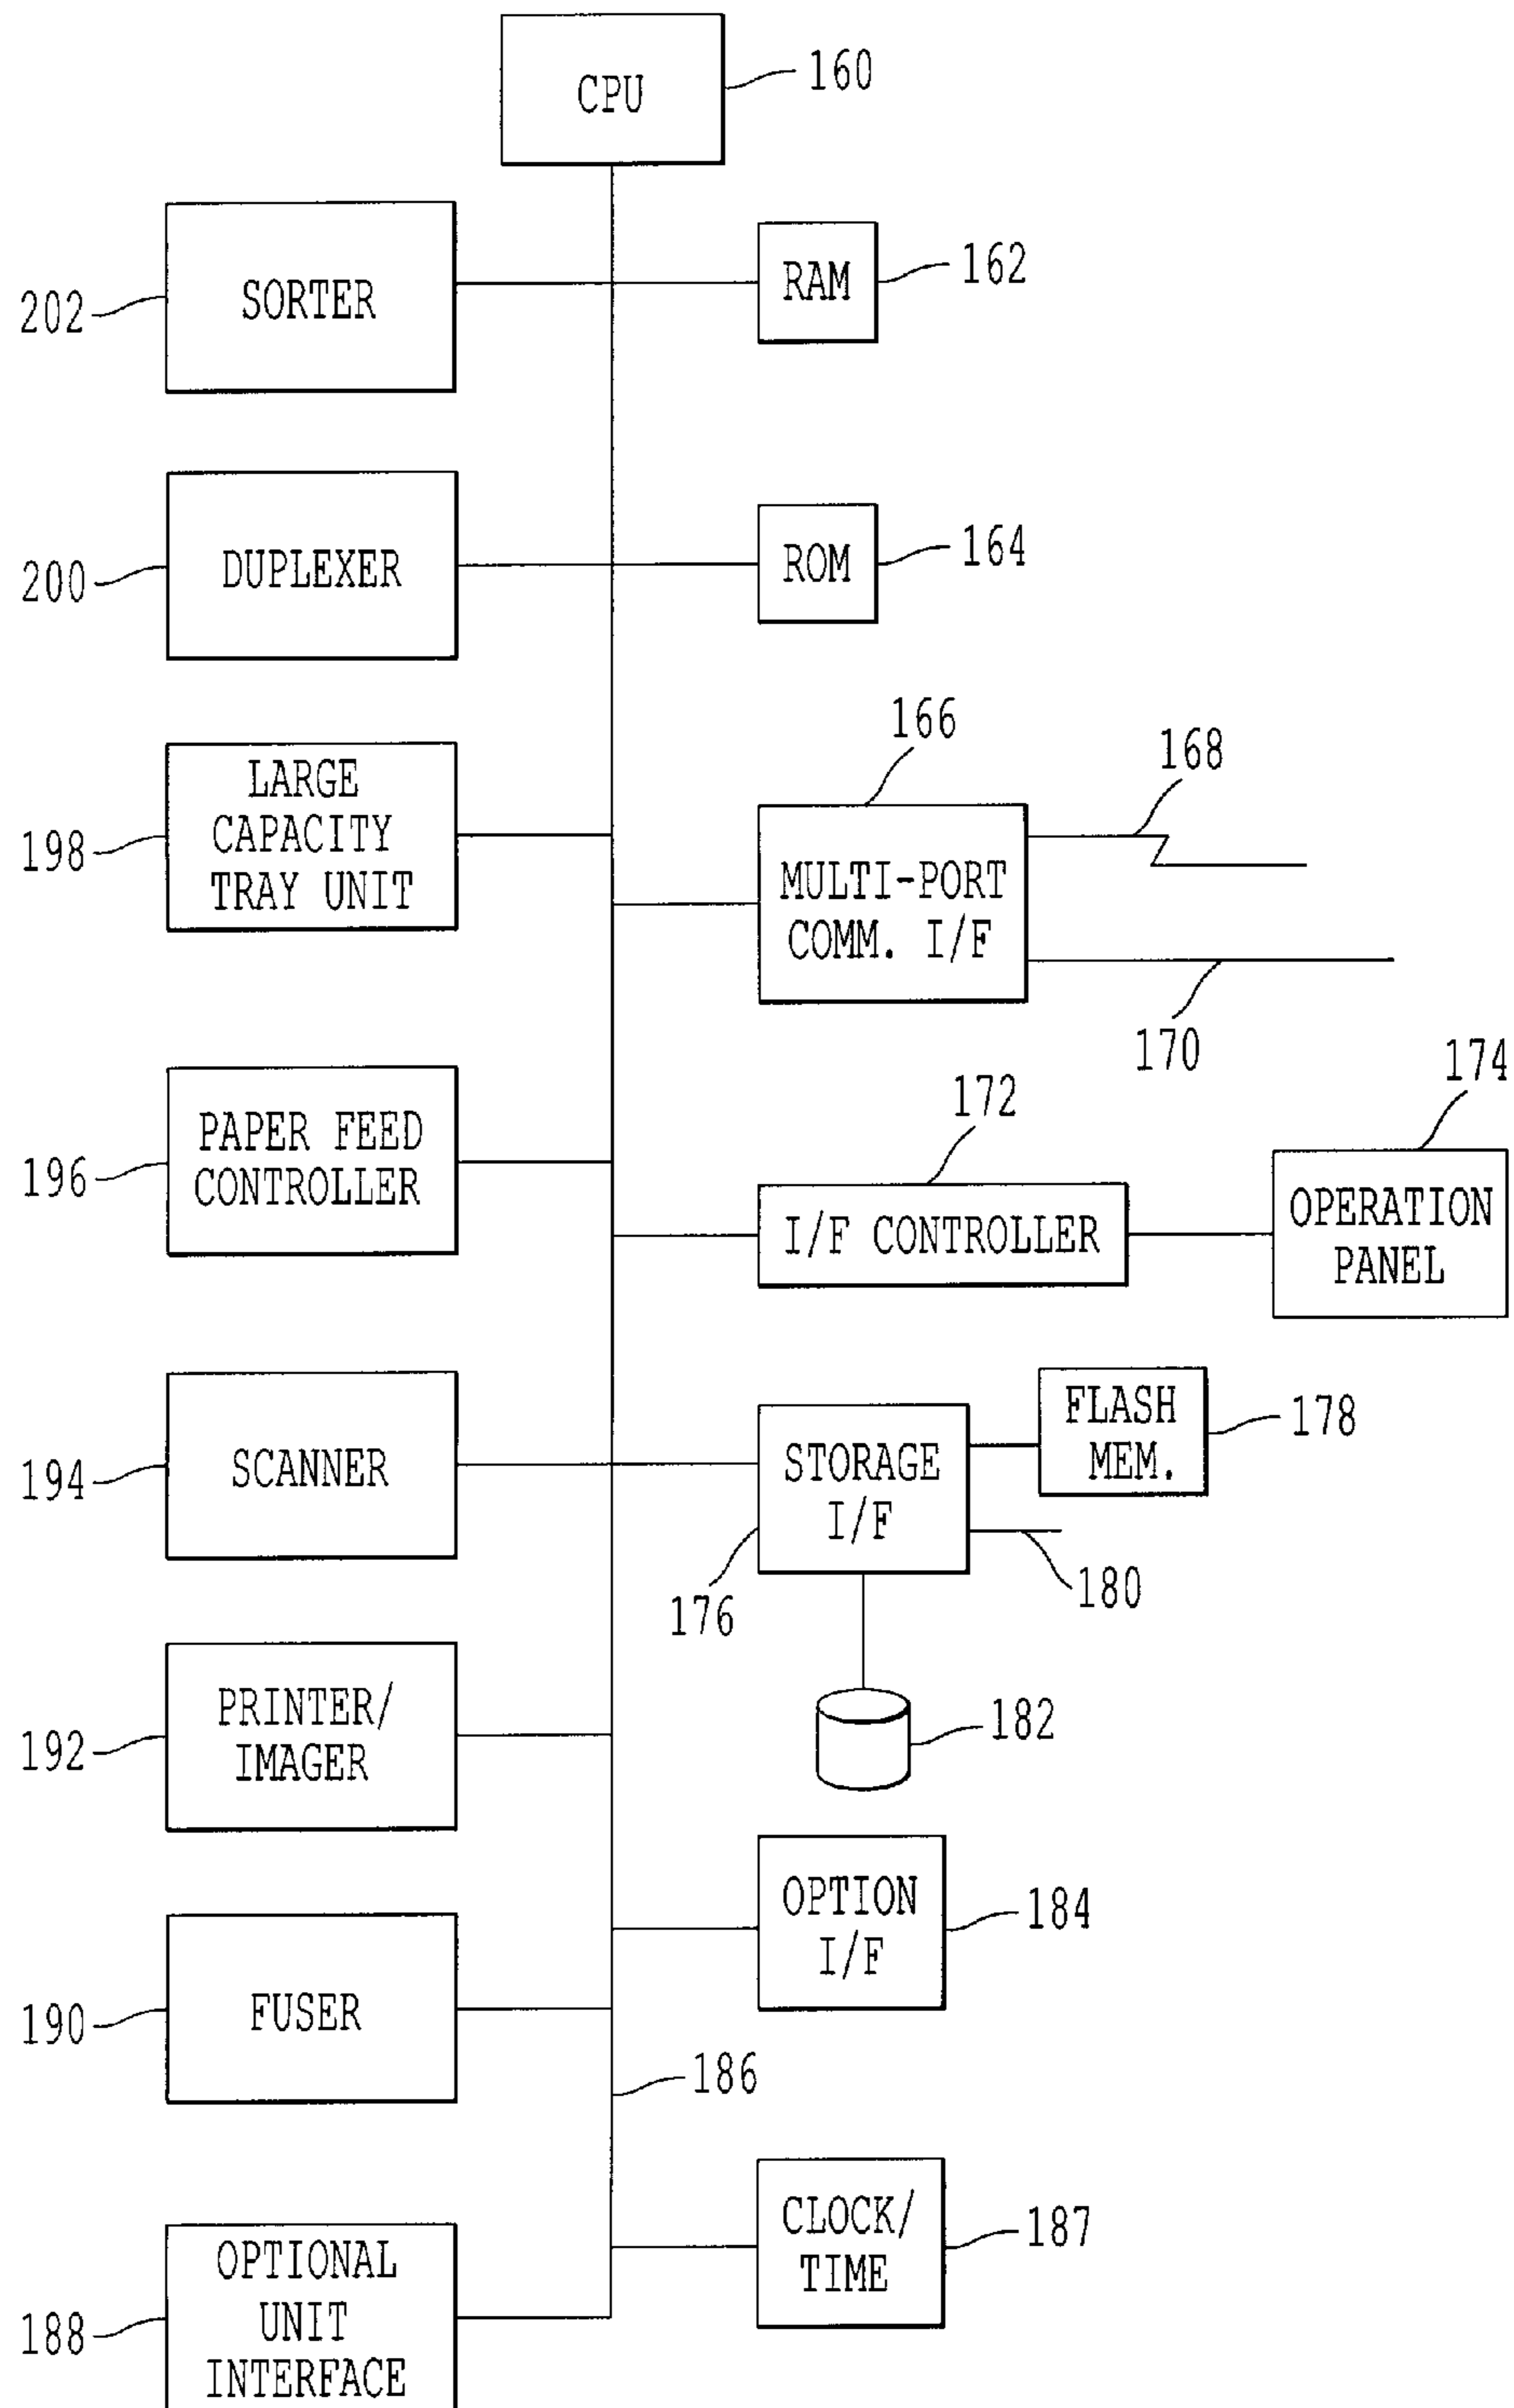 CPU
160
SORTER
202
RAM
162
DUPLEXER
200
ROM
164
LARGE
CAPACITY
TRAY UNIT
198
166
168
MULTI-PORT
COMM. I/F
170
PAPER FEED
CONTROLLER
196
172
I/F CONTROLLER
174
OPERATION
PANEL
SCANNER
194
STORAGE
I/F
176
FLASH
MEM.
178
180
182
PRINTER/
IMAGER
192
OPTION
I/F
184
FUSER
190
186
CLOCK/
TIME
187
OPTIONAL
UNIT
INTERFACE
188